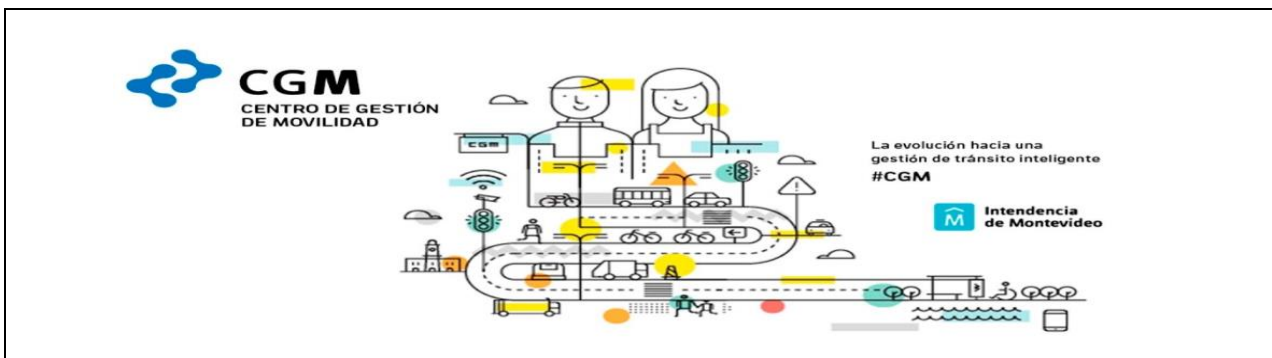 CGM
CENTRO DE GESTIÓN
DE MOVILIDAD
CGM
La evolución hacia una
gestión de tránsito inteligente
#CGM
M
Intendencia
de Montevideo